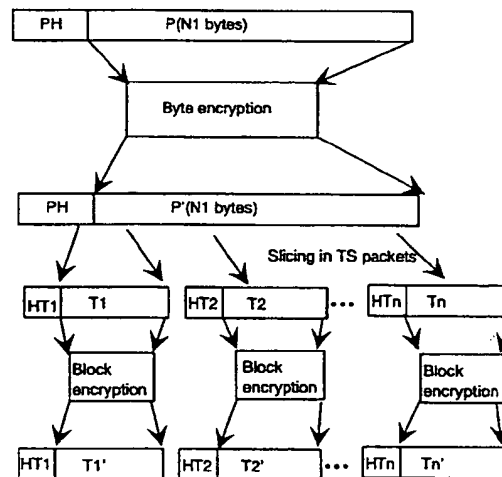 PH P(N1 bytes)
Byte encryption
PH P'(N1 bytes)
Slicing in TS packets
HT1 T1 HT2 T2 ••• HTn Tn
Block encryption Block encryption Block encryption
HT1 T1' HT2 T2' ••• HTn Tn'